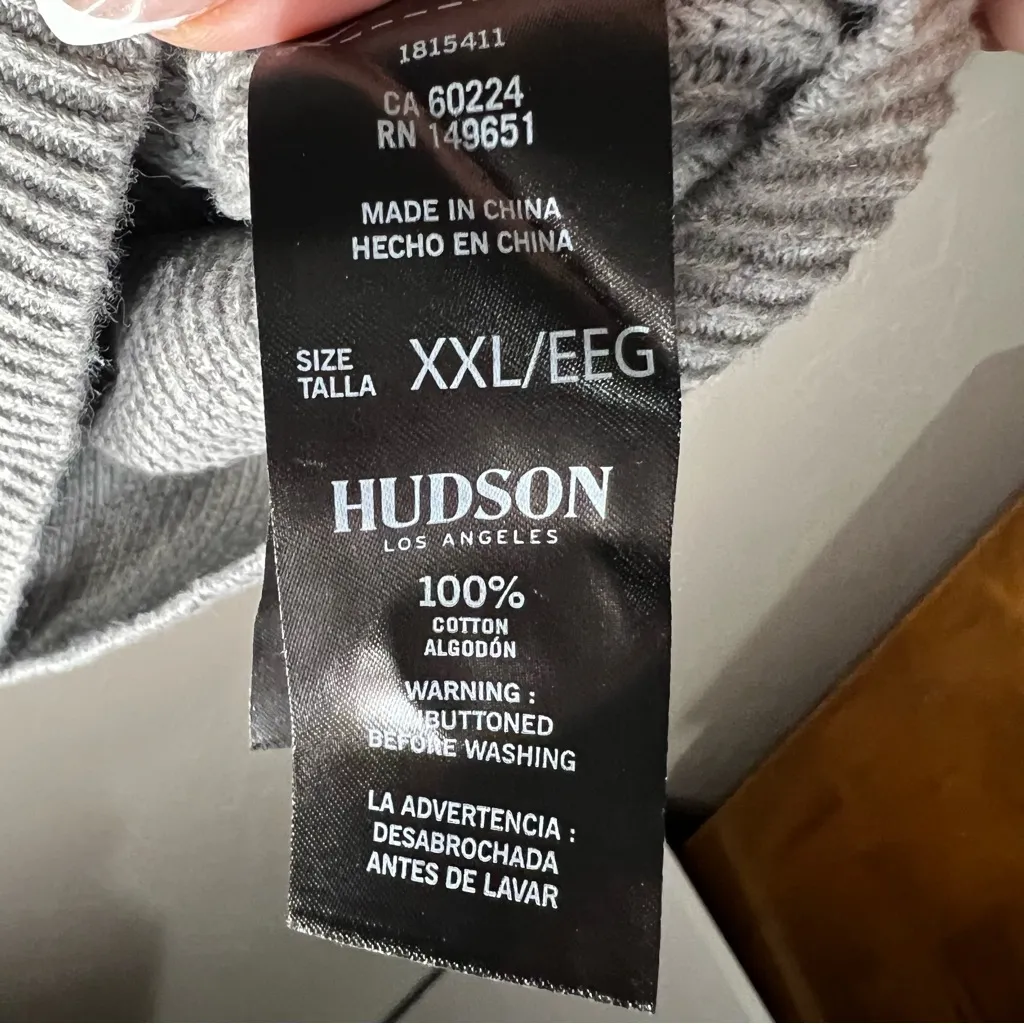 1815411
CA 60224
RN 149651
MADE IN CHINA
HECHO EN CHINA
SIZE
TALLA
XXL/EEG
HUDSON
LOS ANGELES
100%
COTTON
ALGODÓN
WARNING :
BEFORE WASHING
LA ADVERTENCIA :
DESABROCHADA
ANTES DE LAVAR